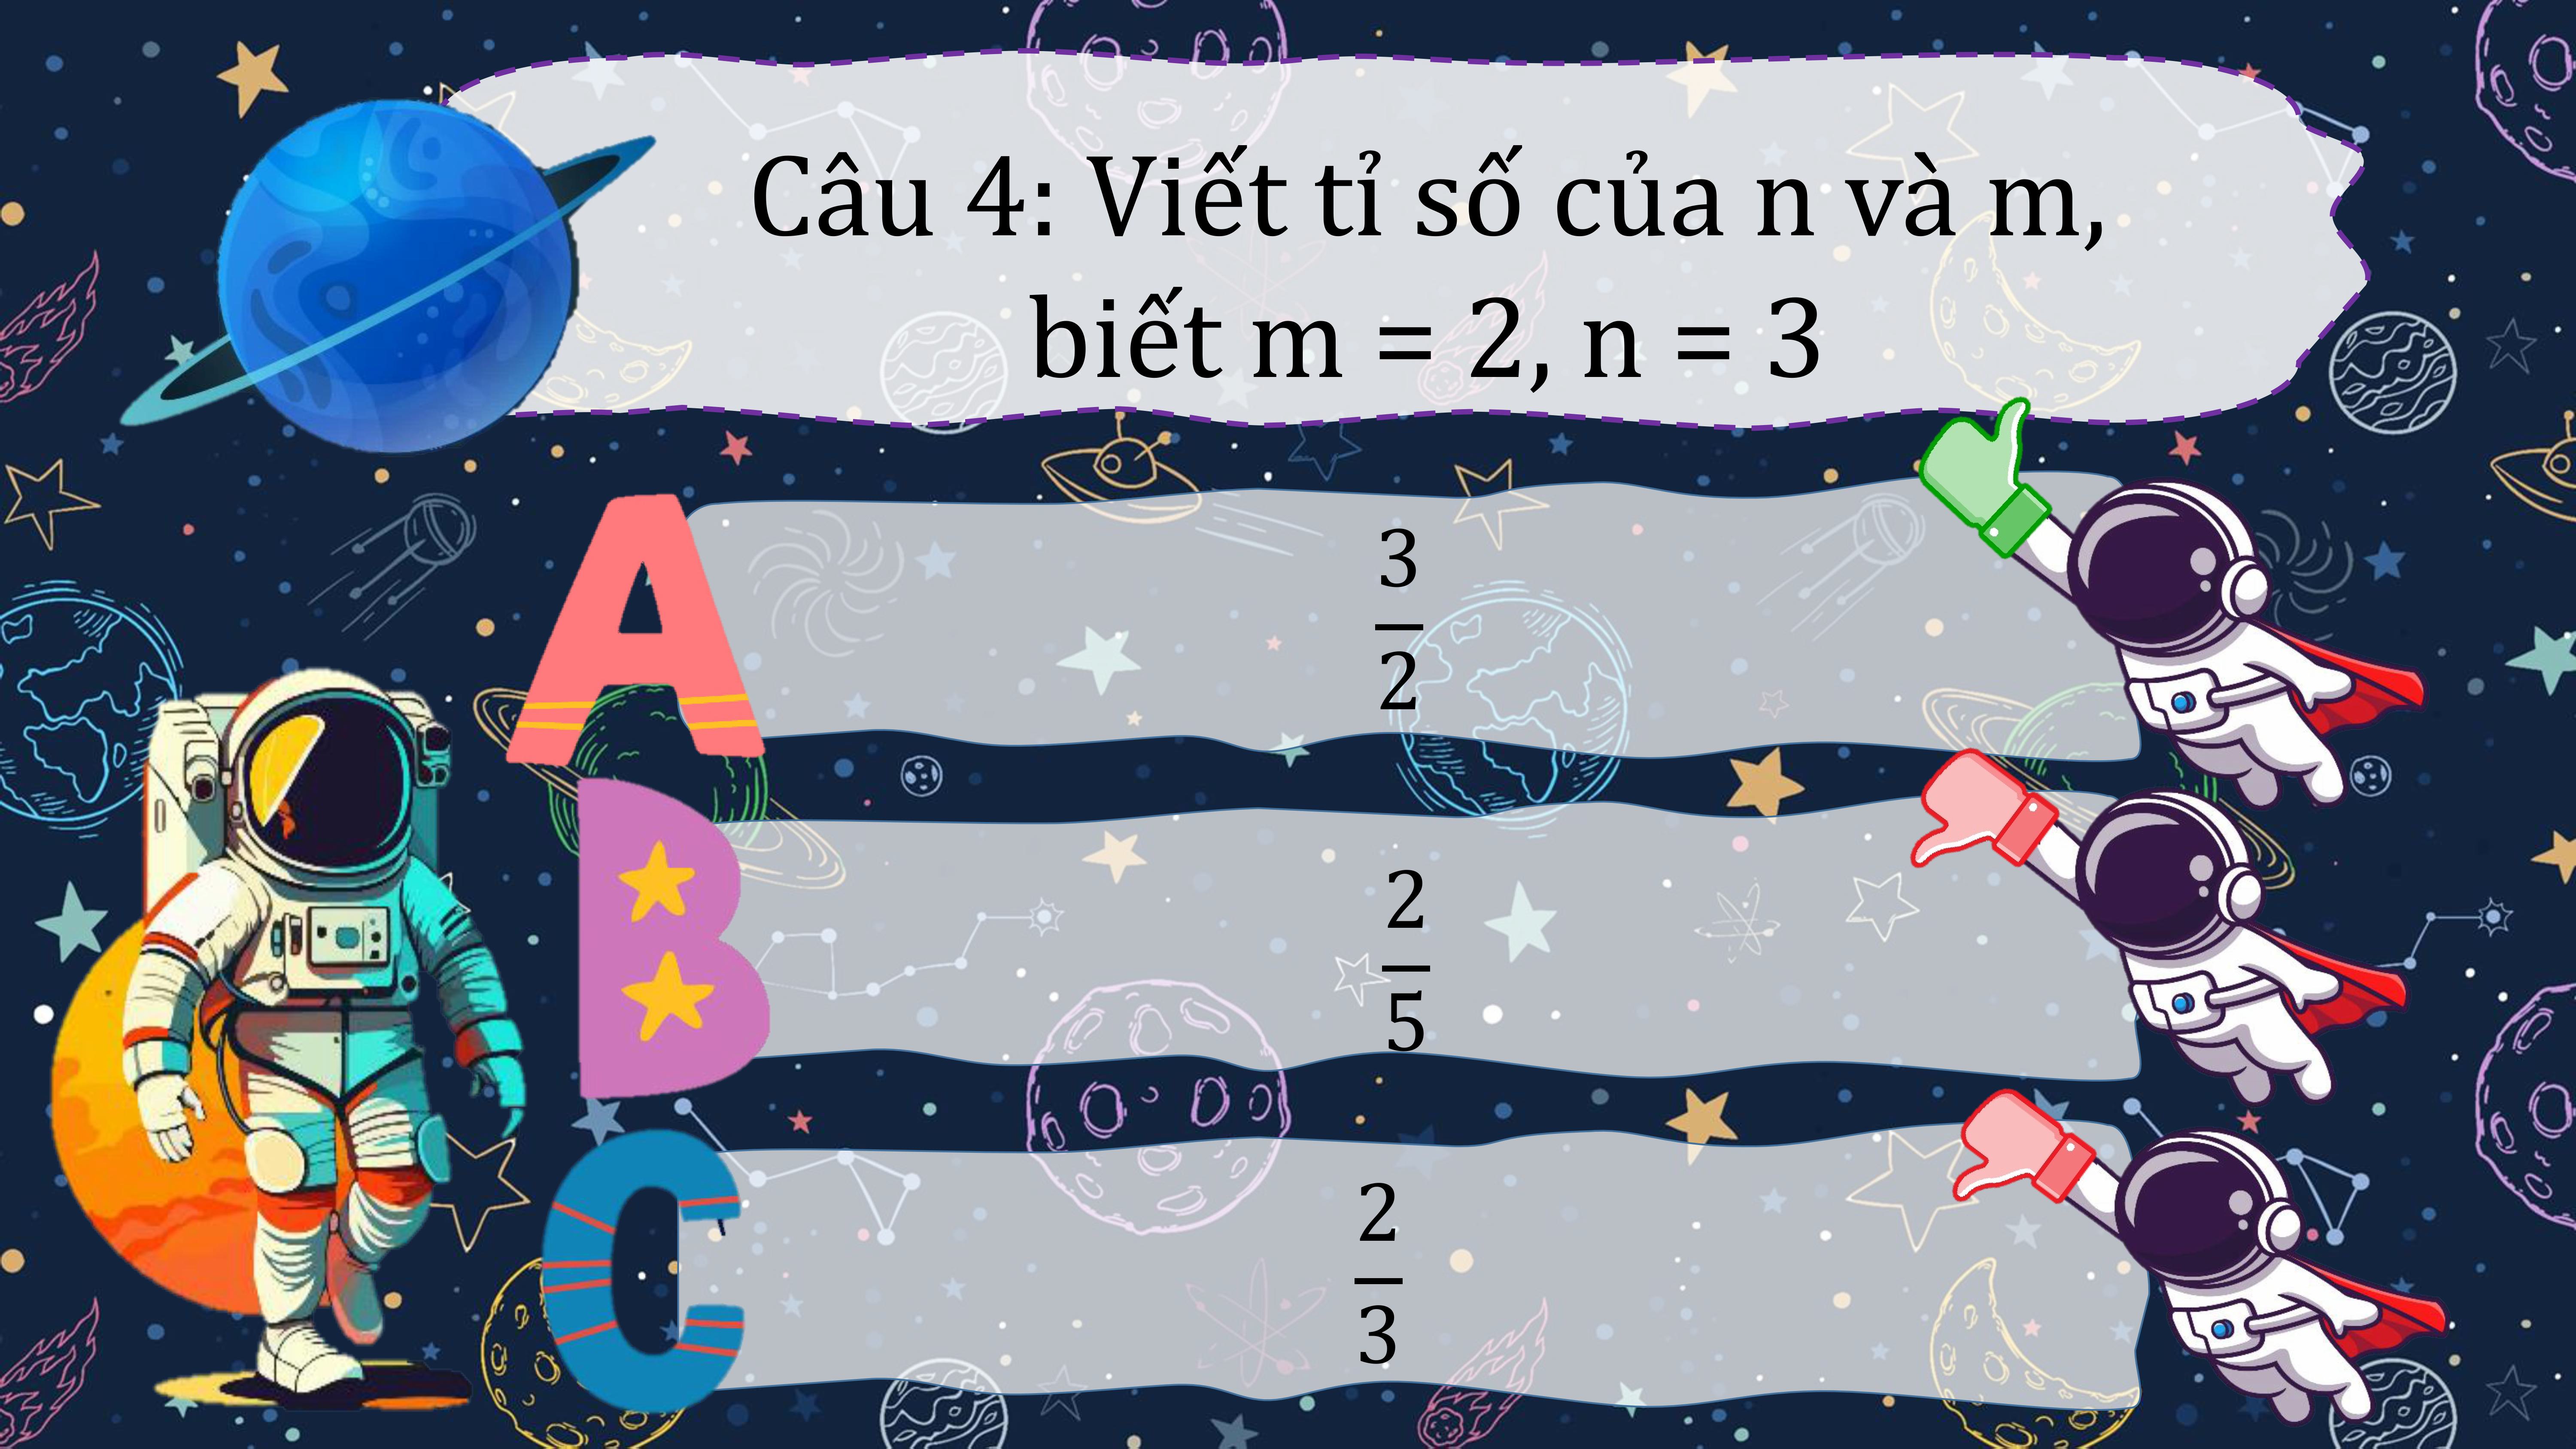 Câu 4: Viết tỉ số của n và m,
biết m = 2, n = 3
A
3
2
B
2
5
C
2
3